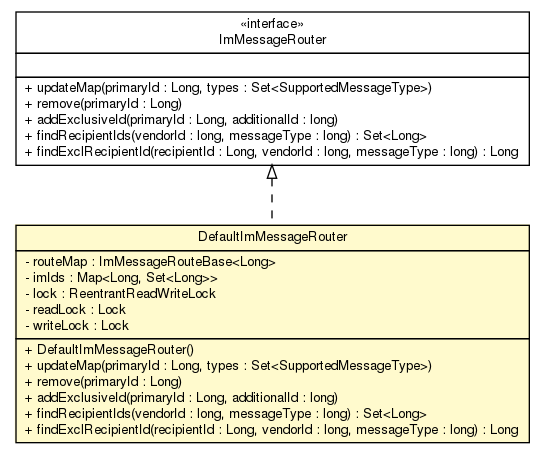 «interface»
ImMessageRouter
+ updateMap(primaryId : Long, types : Set<SupportedMessageType>)
+ remove(primaryId : Long)
+ addExclusiveId(primaryId : Long, additionalId : long)
+ findRecipientIds(vendorId : long, messageType : long) : Set<Long>
+ findExclRecipientId(recipientId : Long, vendorId : long, messageType : long) : Long
DefaultImMessageRouter
- routeMap : ImMessageRouteBase<Long>
- imIds : Map<Long, Set<Long>>
- lock : ReentrantReadWriteLock
- readLock : Lock
- writeLock : Lock
+ DefaultImMessageRouter()
+ updateMap(primaryId : Long, types : Set<SupportedMessageType>)
+ remove(primaryId : Long)
+ addExclusiveId(primaryId : Long, additionalId : long)
+ findRecipientIds(vendorId : long, messageType : long) : Set<Long>
+ findExclRecipientId(recipientId : Long, vendorId : long, messageType : long) : Long